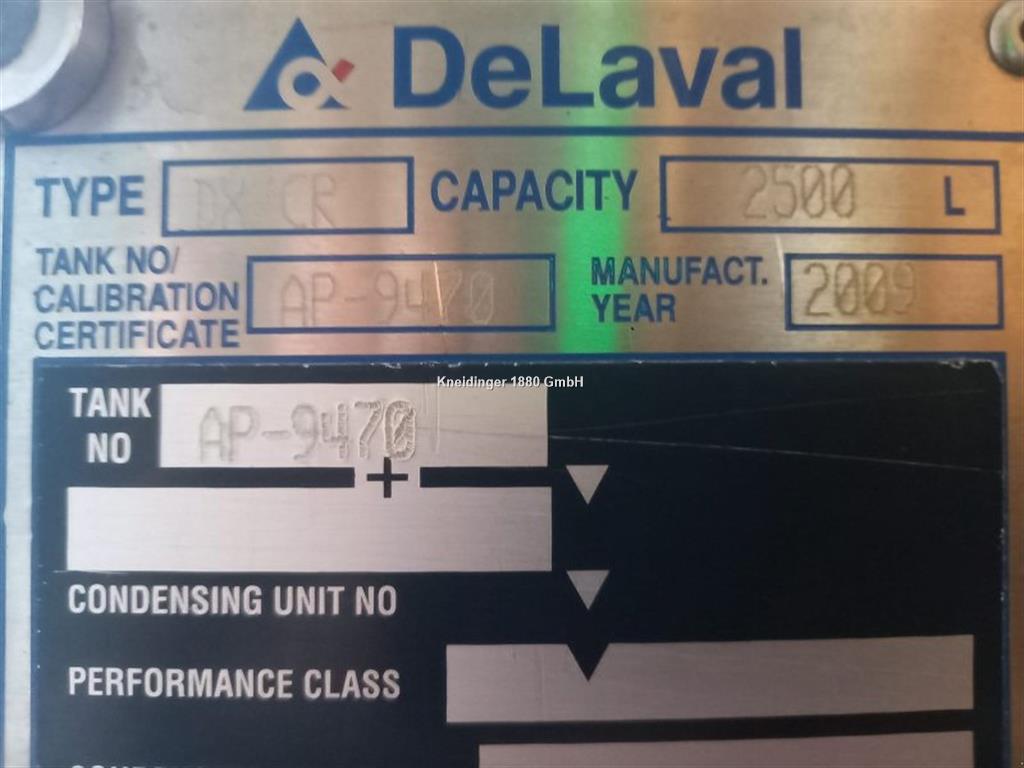 DeLaval
TYPE DX CR CAPACITY 2500 L
TANK NO/
CALIBRATION
CERTIFICATE
AP-9470
MANUFACT.
YEAR
2009
Kneidinger 1880 GmbH
TANK
NO
AP-9470
+
CONDENSING UNIT NO
PERFORMANCE CLASS